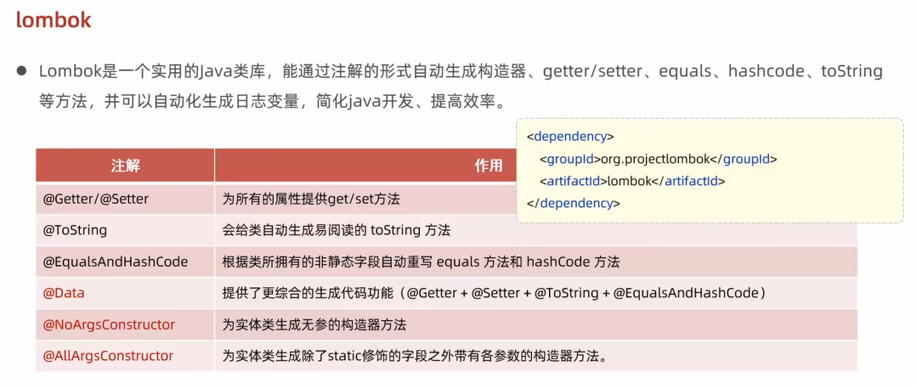 lombok
● Lombok是一个实用的Java类库，能通过注解的形式自动生成构造器、getter/setter、equals、hashcode、toString
等方法，并可以自动化生成日志变量，简化java开发、提高效率。
<dependency>
<groupId>org.projectlombok</groupId>
<artifactId>lombok</artifactId>
</dependency>
注解 作用
@Getter/@Setter 为所有的属性提供get/set方法
@ToString 会给类自动生成易阅读的 toString 方法
@EqualsAndHashCode 根据类所拥有的非静态字段自动重写 equals 方法和 hashCode 方法
@Data 提供了更综合的生成代码功能（@Getter + @Setter + @ToString + @EqualsAndHashCode）
@NoArgsConstructor 为实体类生成无参的构造器方法
@AllArgsConstructor 为实体类生成除了static修饰的字段之外带有各参数的构造器方法。